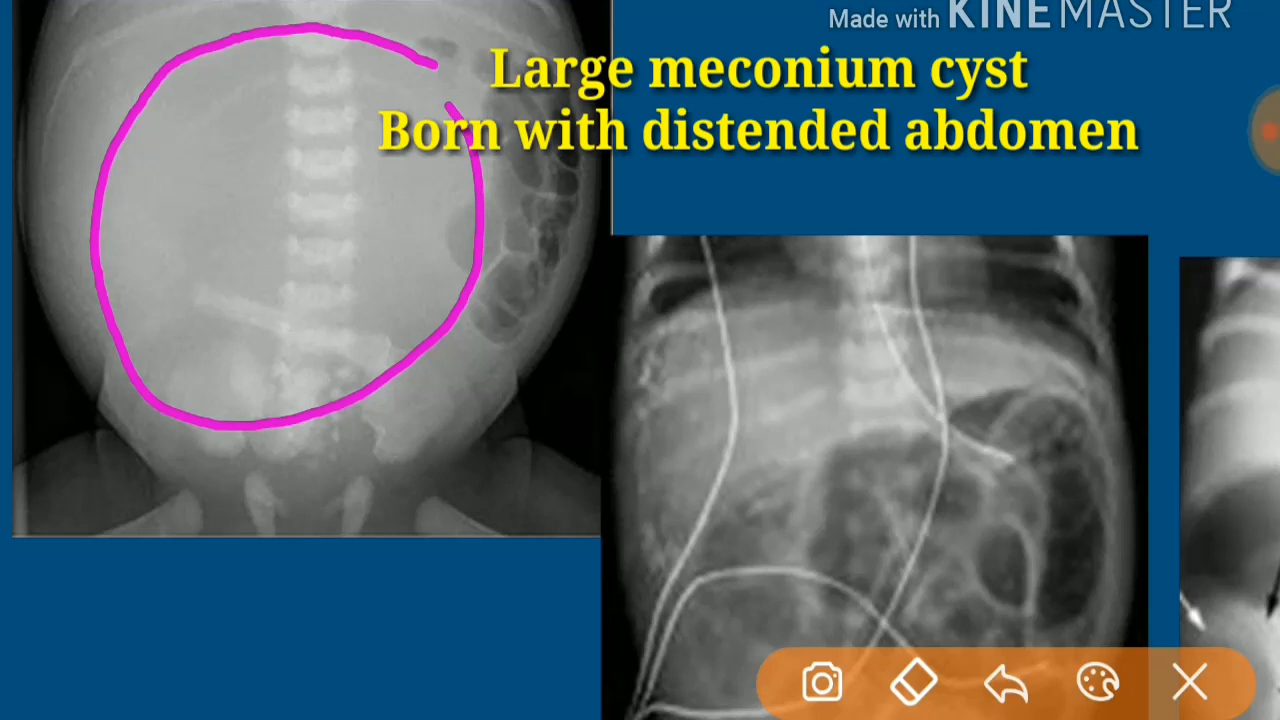 Made with KINEMASTER
Large meconium cyst
Born with distended abdomen